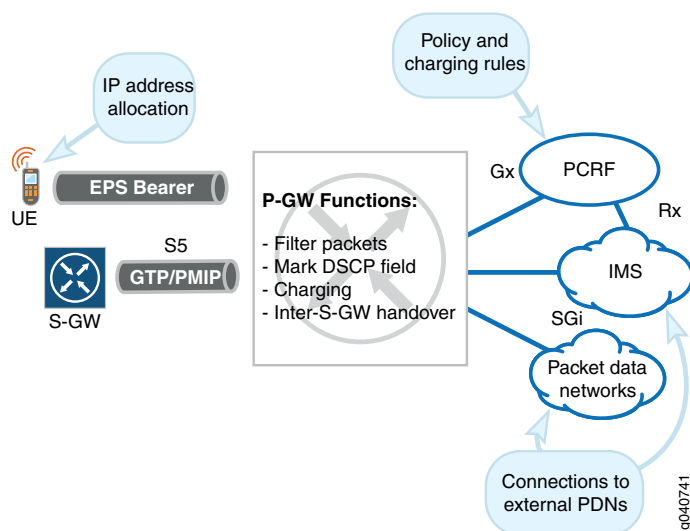 Policy and
charging rules
IP address
allocation
UE
EPS Bearer
S-GW
S5
GTP/PMIP
P-GW Functions:
- Filter packets
- Mark DSCP field
- Charging
- Inter-S-GW handover
Gx
PCRF
Rx
IMS
SGi
Packet data
networks
Connections to
external PDNs
g040741